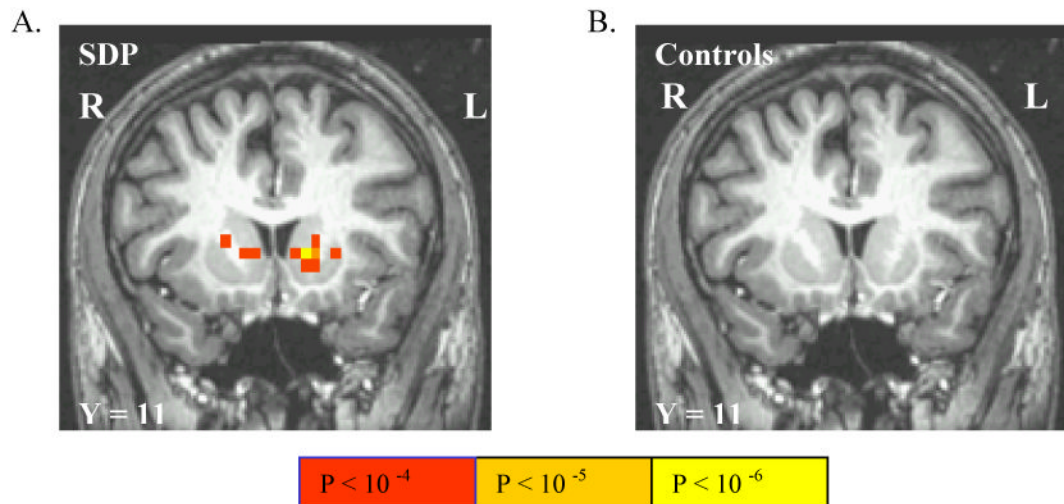 A.
SDP
R L
Y = 11
B.
Controls
R L
Y = 11
P < 10 -4 P < 10 -5 P < 10 -6